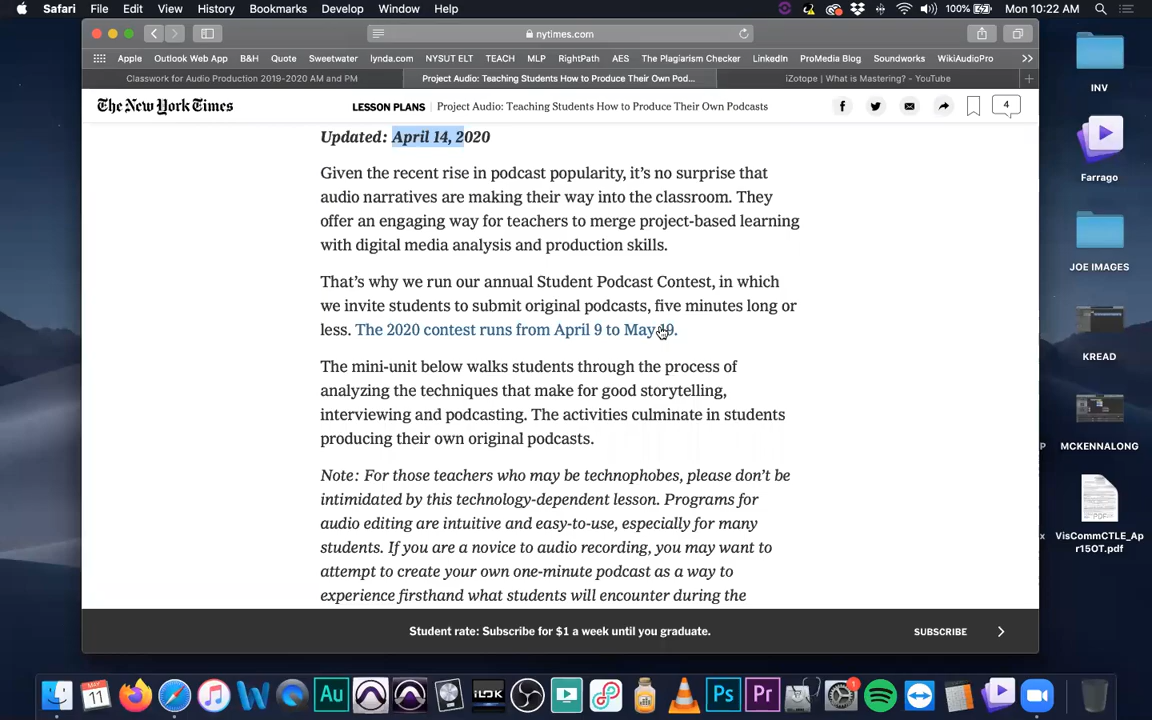 Safari File Edit View History Bookmarks Develop Window Help 100% Mon 10:22 AM
nytimes.com
Apple Outlook Web App B&H Quote Sweetwater lynda.com NYSUT ELT TEACH MLP RightPath AES The Plagiarism Checker LinkedIn ProMedia Blog Soundworks WikiAudioPro
Classwork for Audio Production 2019-2020 AM and PM Project Audio: Teaching Students How to Produce Their Own Pod... iZotope | What is Mastering? - YouTube
The New York Times LESSON PLANS Project Audio: Teaching Students How to Produce Their Own Podcasts 4
Updated: April 14, 2020
Given the recent rise in podcast popularity, it's no surprise that
audio narratives are making their way into the classroom. They
offer an engaging way for teachers to merge project-based learning
with digital media analysis and production skills.
That's why we run our annual Student Podcast Contest, in which
we invite students to submit original podcasts, five minutes long or
less. The 2020 contest runs from April 9 to May 19.
The mini-unit below walks students through the process of
analyzing the techniques that make for good storytelling,
interviewing and podcasting. The activities culminate in students
producing their own original podcasts.
Note: For those teachers who may be technophobes, please don't be
intimidated by this technology-dependent lesson. Programs for
audio editing are intuitive and easy-to-use, especially for many
students. If you are a novice to audio recording, you may want to
attempt to create your own one-minute podcast as a way to
experience firsthand what students will encounter during the
Student rate: Subscribe for $1 a week until you graduate. SUBSCRIBE
INV
Farrago
JOE IMAGES
KREAD
MCKENNALONG
VisCommCTLE_Ap
r15OT.pdf
11 Au iLOK Ps Pr 1